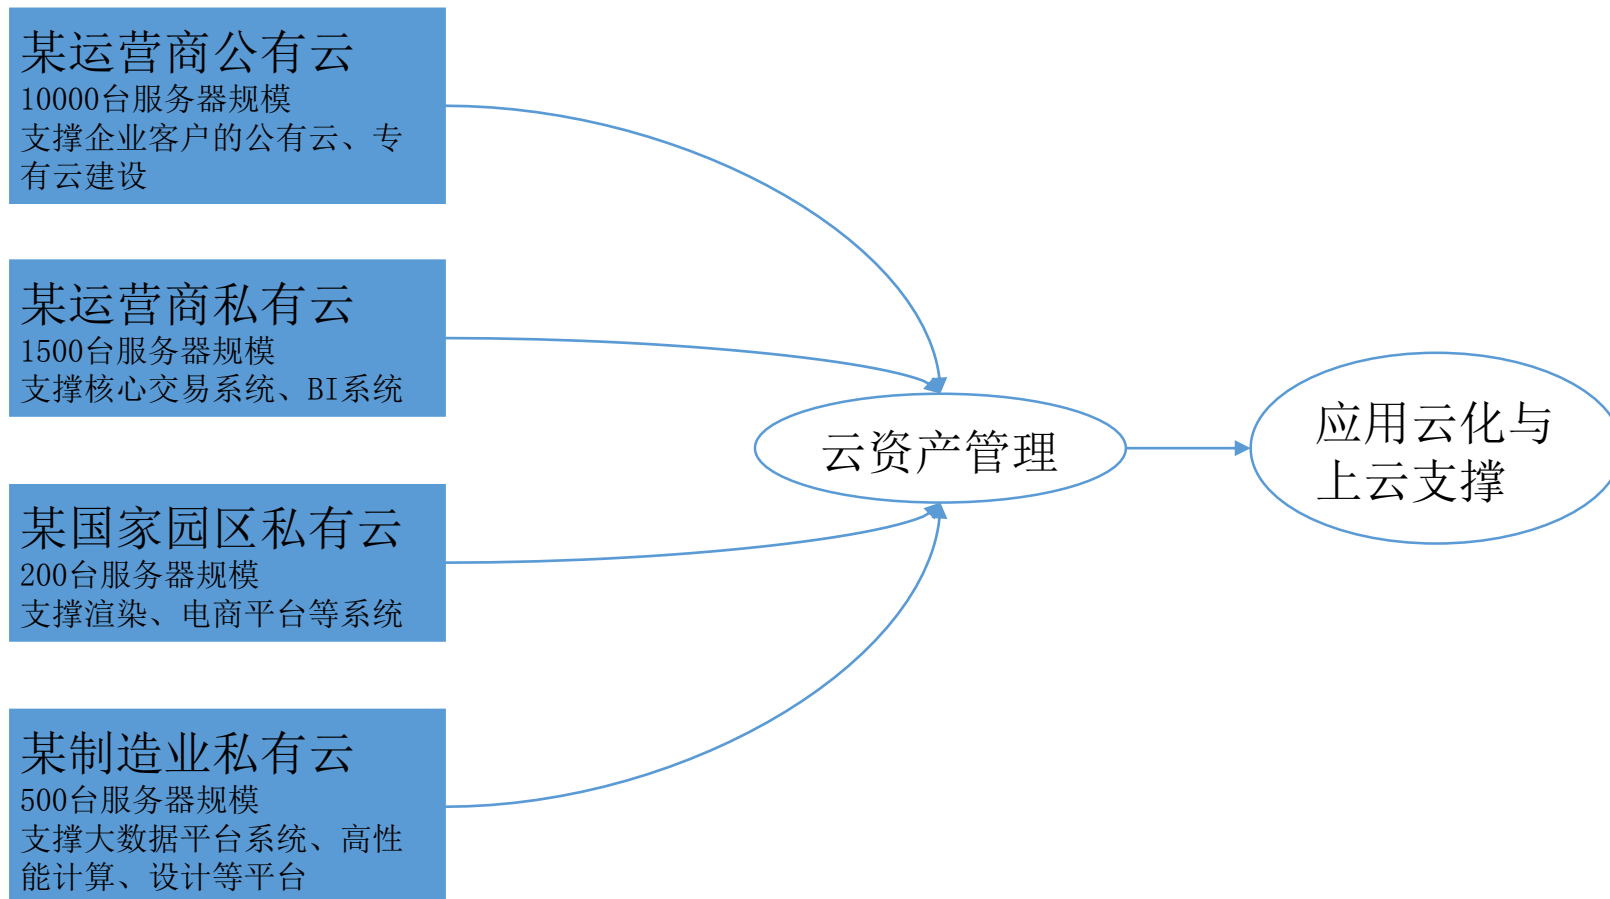 某运营商公有云
10000台服务器规模
支撑企业客户的公有云、专
有云建设
某运营商私有云
1500台服务器规模
支撑核心交易系统、BI系统
某国家园区私有云
200台服务器规模
支撑渲染、电商平台等系统
某制造业私有云
500台服务器规模
支撑大数据平台系统、高性
能计算、设计等平台
云资产管理
应用云化与
上云支撑